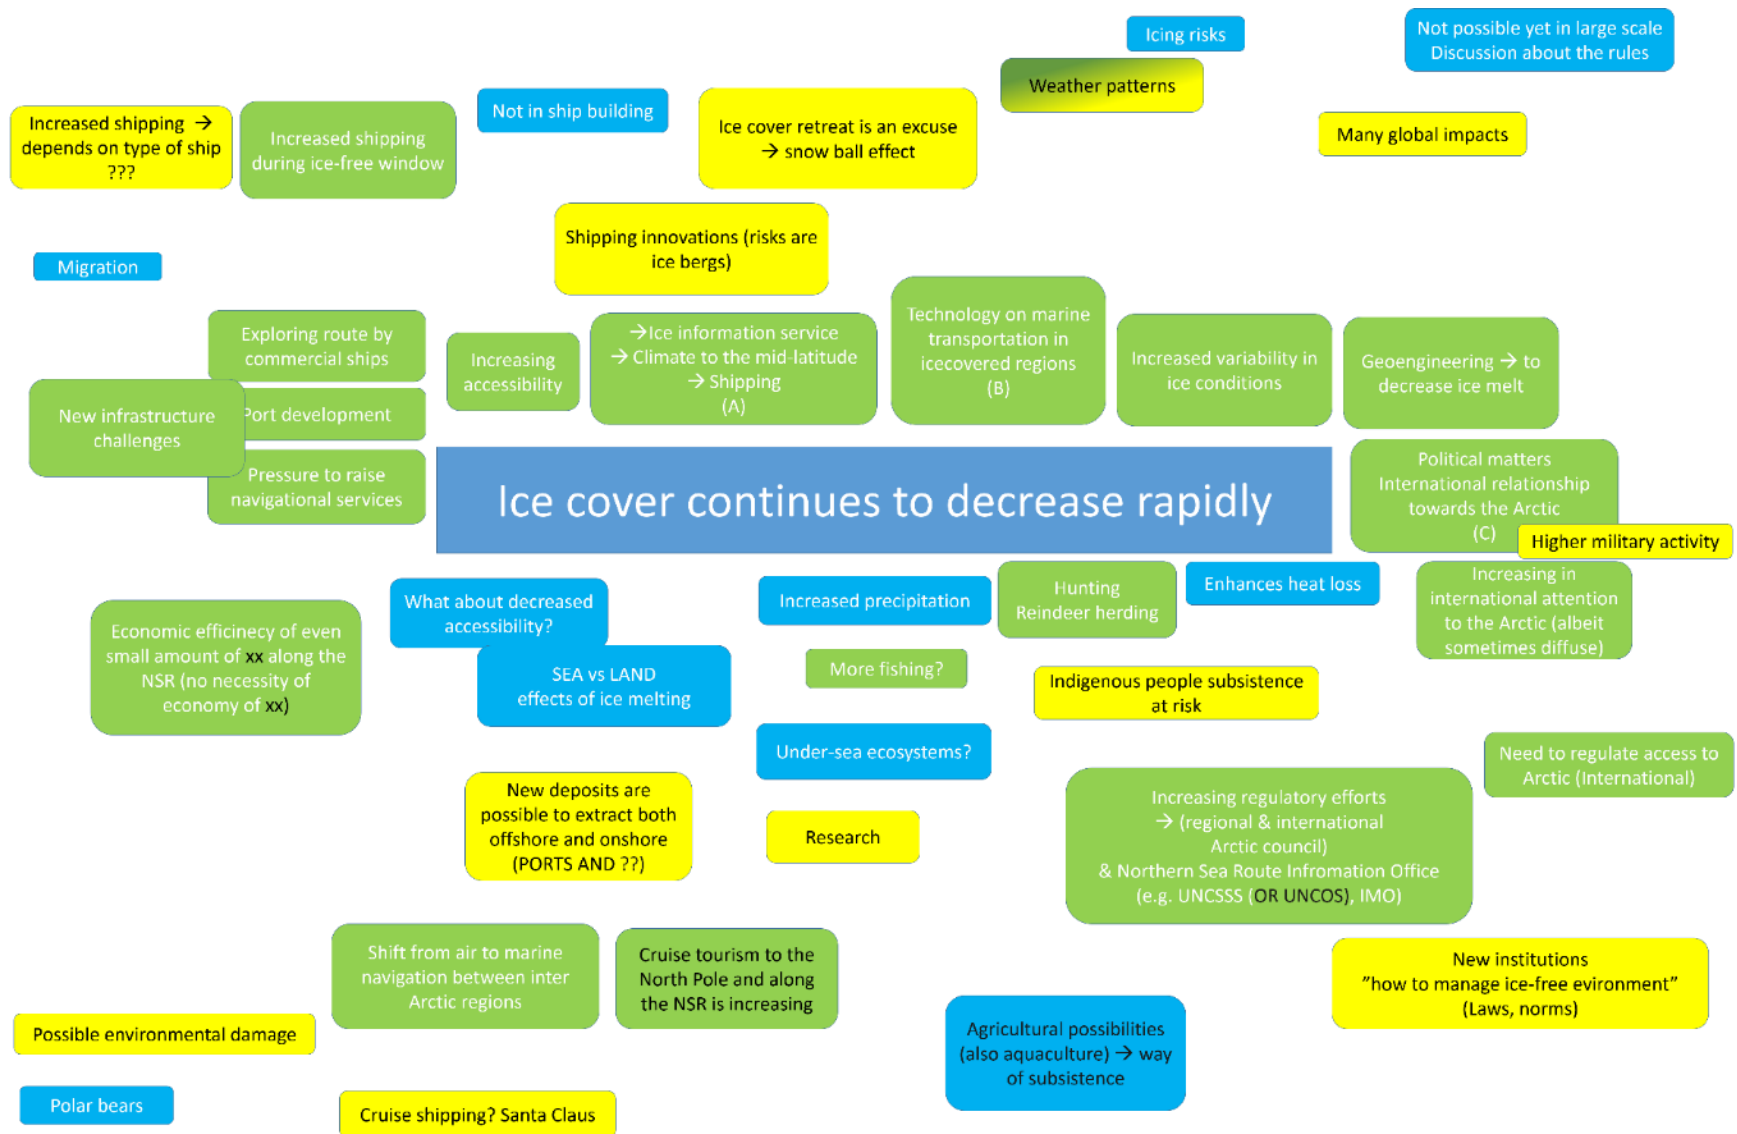 Icing risks
Not possible yet in large scale
Discussion about the rules
Weather patterns
Increased shipping →
depends on type of ship
???
Increased shipping
during ice-free window
Not in ship building
Ice cover retreat is an excuse
→ snow ball effect
Many global impacts
Shipping innovations (risks are
ice bergs)
Migration
Exploring route by
commercial ships
Increasing
accessibility
→Ice information service
→ Climate to the mid-latitude
→ Shipping
(A)
Technology on marine
transportation in
icecovered regions
(B)
Increased variability in
ice conditions
Geoengineering → to
decrease ice melt
New infrastructure
challenges
Port development
Pressure to raise
navigational services
Ice cover continues to decrease rapidly
Political matters
International relationship
towards the Arctic
(C)
Higher military activity
What about decreased
accessibility?
Increased precipitation
Hunting
Reindeer herding
Enhances heat loss
Increasing in
international attention
to the Arctic (albeit
sometimes diffuse)
Economic efficinecy of even
small amount of xx along the
NSR (no necessity of
economy of xx)
SEA vs LAND
effects of ice melting
More fishing?
Indigenous people subsistence
at risk
Under-sea ecosystems?
Need to regulate access to
Arctic (International)
New deposits are
possible to extract both
offshore and onshore
(PORTS AND ??)
Research
Increasing regulatory efforts
→ (regional & international
Arctic council)
& Northern Sea Route Infromation Office
(e.g. UNCSSS (OR UNCOS), IMO)
Shift from air to marine
navigation between inter
Arctic regions
Cruise tourism to the
North Pole and along
the NSR is increasing
New institutions
"how to manage ice-free evironment"
(Laws, norms)
Possible environmental damage
Agricultural possibilities
(also aquaculture) → way
of subsistence
Polar bears
Cruise shipping? Santa Claus